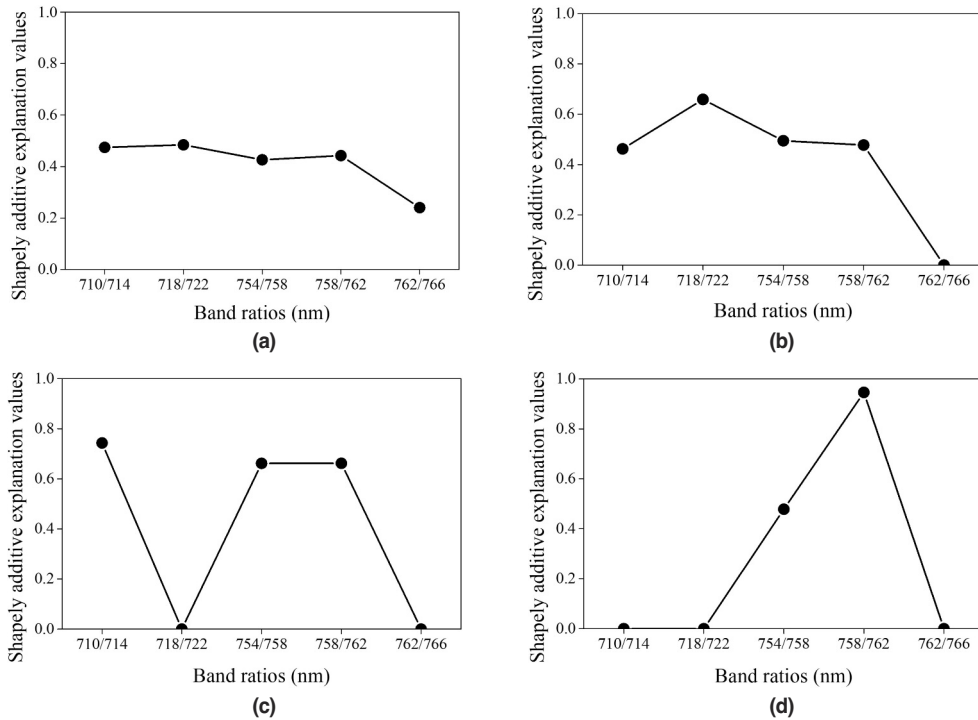 Shapely additive explanation values
1.0
0.8
0.6
0.4
0.2
0.0
710/714 718/722 754/758 758/762 762/766
Band ratios (nm)
(a)
Shapely additive explanation values
1.0
0.8
0.6
0.4
0.2
0.0
710/714 718/722 754/758 758/762 762/766
Band ratios (nm)
(b)
Shapely additive explanation values
1.0
0.8
0.6
0.4
0.2
0.0
710/714 718/722 754/758 758/762 762/766
Band ratios (nm)
(c)
Shapely additive explanation values
1.0
0.8
0.6
0.4
0.2
0.0
710/714 718/722 754/758 758/762 762/766
Band ratios (nm)
(d)